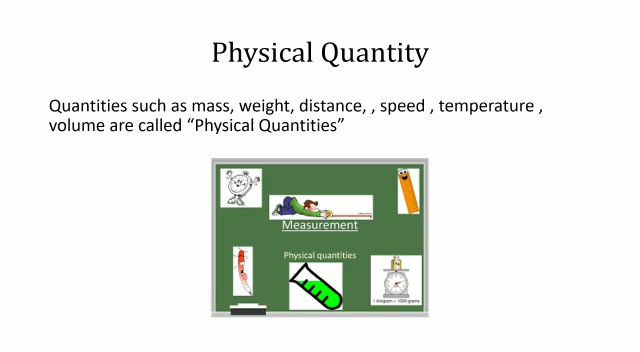 Physical Quantity
Quantities such as mass, weight, distance, , speed , temperature ,
volume are called “Physical Quantities”
Measurement
Physical quantities
1 kilogram = 1000 grams